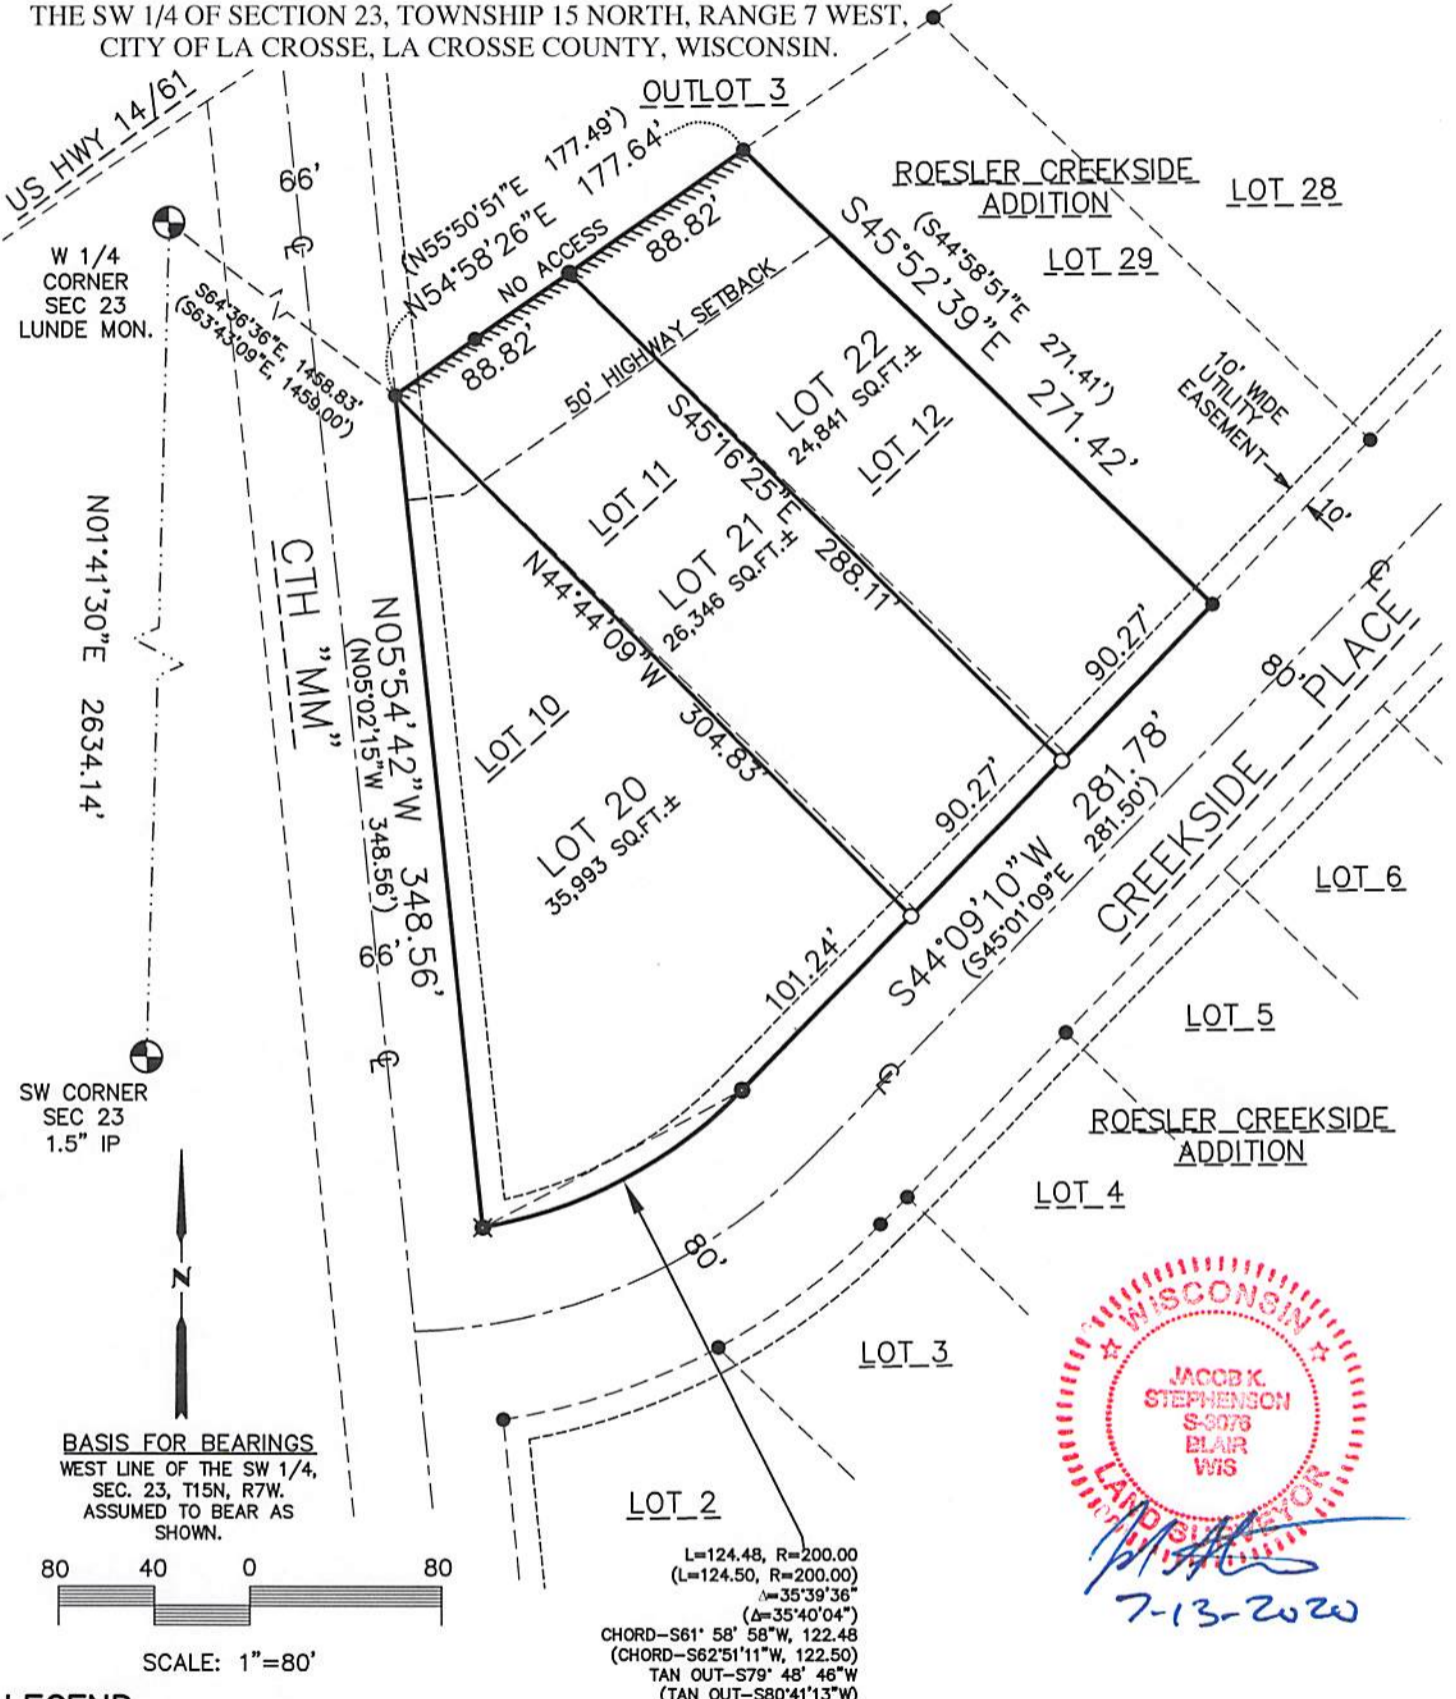 THE SW 1/4 OF SECTION 23, TOWNSHIP 15 NORTH, RANGE 7 WEST,
CITY OF LA CROSSE, LA CROSSE COUNTY, WISCONSIN.
US HWY 14/61
66'
W 1/4
CORNER
SEC 23
LUNDE MON.
S64°36'36"E, 1458.83'
(S63°43'09"E, 1459.00')
OUTLOT 3
(N55°50'51"E 177.49')
N54°58'26"E 177.64'
NO ACCESS
88.82'
88.82'
50' HIGHWAY SETBACK
ROESLER CREEKSIDE
ADDITION
LOT 28
LOT 29
(S44°58'51"E 271.41')
S45°52'39"E 271.42'
10' WIDE
UTILITY
EASEMENT
10'
LOT 22
24,841 SQ.FT.±
LOT 12
S45°16'25"E 288.11'
LOT 11
LOT 21
26,346 SQ.FT.±
N44°44'09"W 304.83'
LOT 10
LOT 20
35,993 SQ.FT.±
N01°41'30"E 2634.14'
CTH "MM"
N05°54'42"W 348.56'
(N05°02'15"W 348.56')
66'
90.27'
90.27'
101.24'
S44°09'10"W 281.78'
(S45°01'09"E 281.50')
80'
CREEKSIDE PLACE
LOT 6
LOT 5
ROESLER CREEKSIDE
ADDITION
LOT 4
LOT 3
LOT 2
80'
SW CORNER
SEC 23
1.5" IP
N
BASIS FOR BEARINGS
WEST LINE OF THE SW 1/4,
SEC. 23, T15N, R7W.
ASSUMED TO BEAR AS
SHOWN.
80 40 0 80
SCALE: 1"=80'
L=124.48, R=200.00
(L=124.50, R=200.00)
Δ=35°39'36"
(Δ=35°40'04")
CHORD-S61° 58' 58"W, 122.48
(CHORD-S62°51'11"W, 122.50)
TAN OUT-S79° 48' 46"W
(TAN OUT-S80°41'13"W)
WISCONSIN
JACOB K.
STEPHENSON
S-3076
BLAIR
WIS
LAND SURVEYOR
7-13-2020
LEGEND